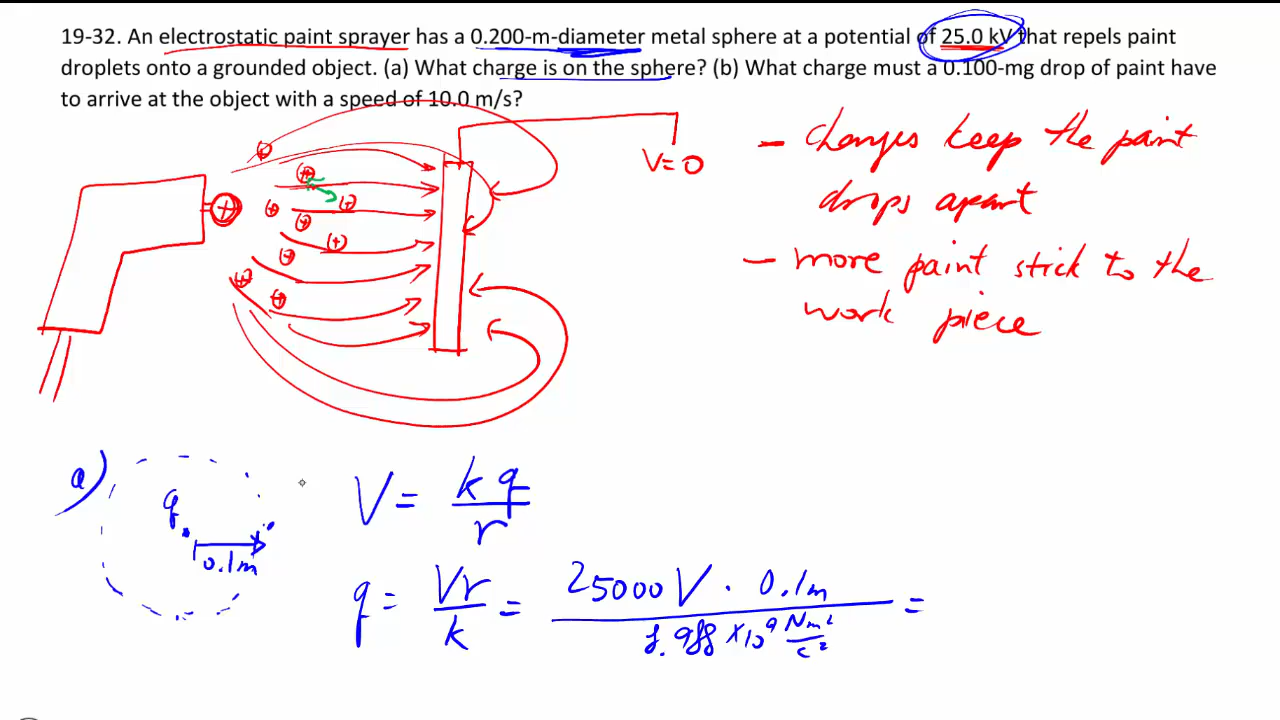 19-32. An electrostatic paint sprayer has a 0.200-m-diameter metal sphere at a potential of 25.0 kV that repels paint
droplets onto a grounded object. (a) What charge is on the sphere? (b) What charge must a 0.100-mg drop of paint have
to arrive at the object with a speed of 10.0 m/s?
V=0
- charges keep the paint
drops apart
- more paint stick to the
work piece
a)
q
0.1m
V = kq/r
q = Vr/k = 25000 V · 0.1m / 8.988 × 10⁹ Nm²/C² =